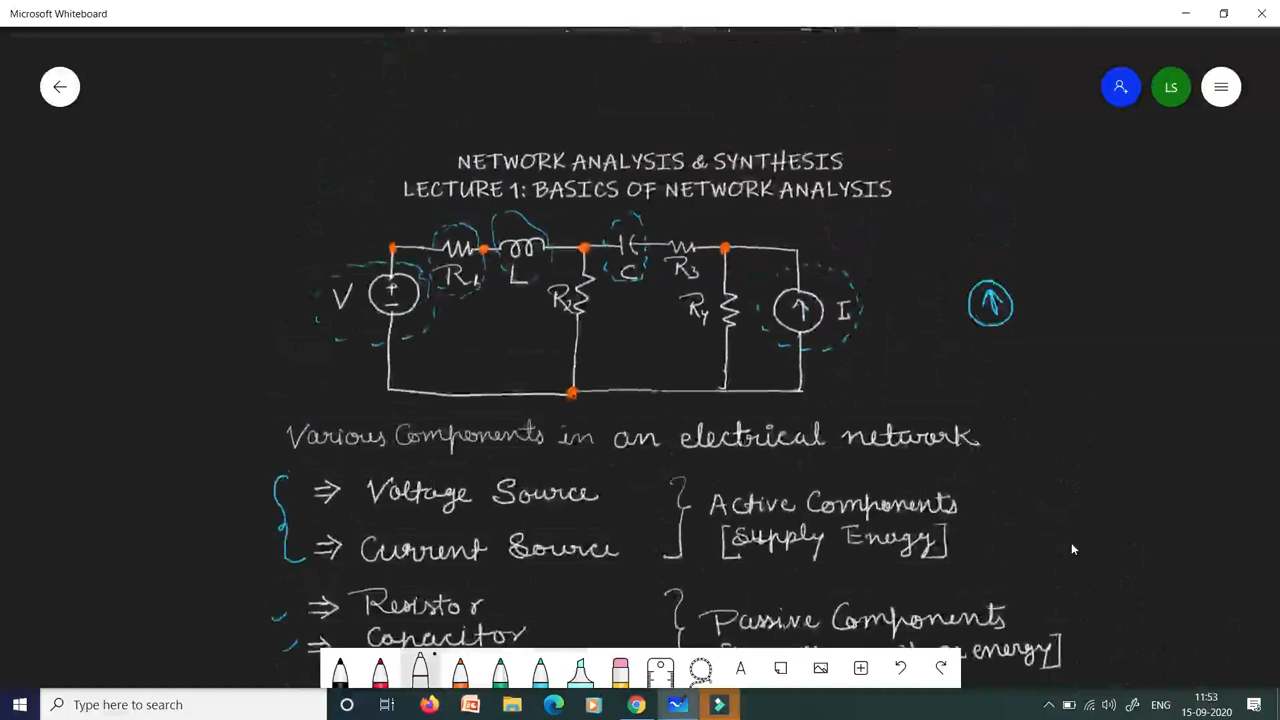 Microsoft Whiteboard
LS
NETWORK ANALYSIS & SYNTHESIS
LECTURE 1: BASICS OF NETWORK ANALYSIS
V
+
−
R1
L
R2
C
R3
R4
I
Various Components in an electrical network
⇒ Voltage Source
⇒ Current Source
Active Components
[Supply Energy]
⇒ Resistor
⇒ Capacitor
Passive Components
energy]
A
Type here to search
ENG
11:53
15-09-2020